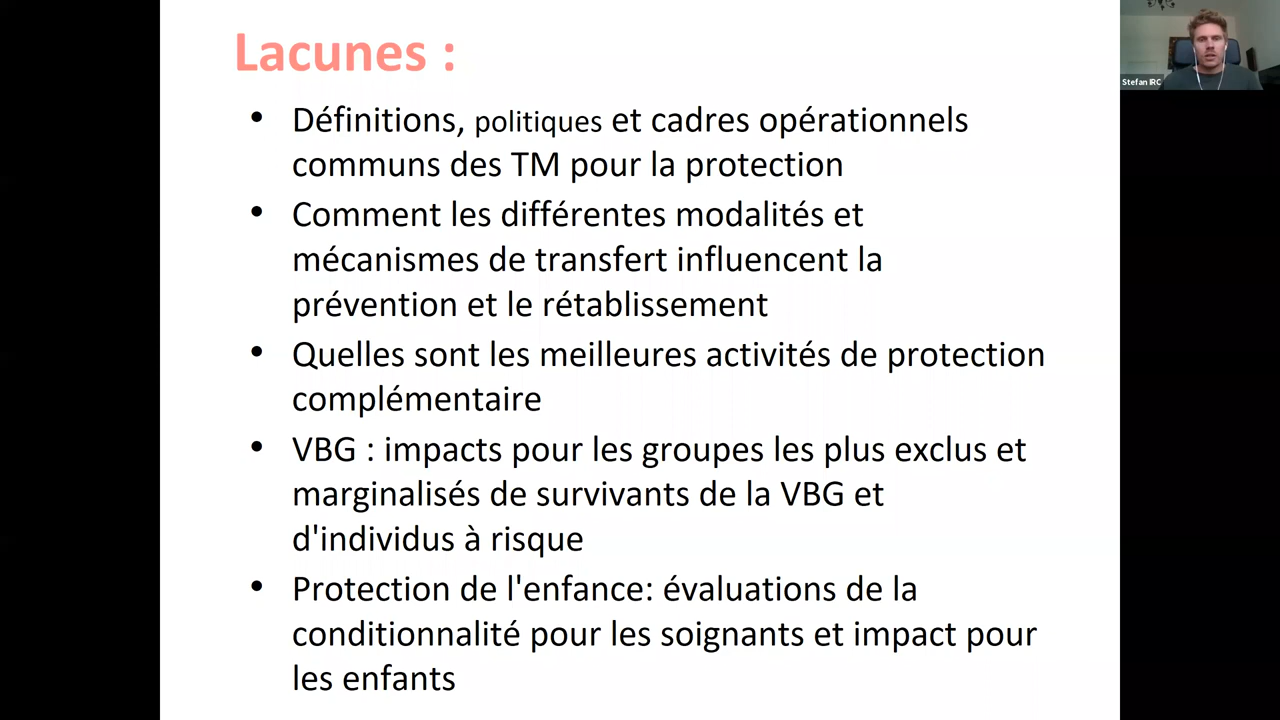 Lacunes :
• Définitions, politiques et cadres opérationnels
communs des TM pour la protection
• Comment les différentes modalités et
mécanismes de transfert influencent la
prévention et le rétablissement
• Quelles sont les meilleures activités de protection
complémentaire
• VBG : impacts pour les groupes les plus exclus et
marginalisés de survivants de la VBG et
d'individus à risque
• Protection de l'enfance: évaluations de la
conditionnalité pour les soignants et impact pour
les enfants
Stefan IRC